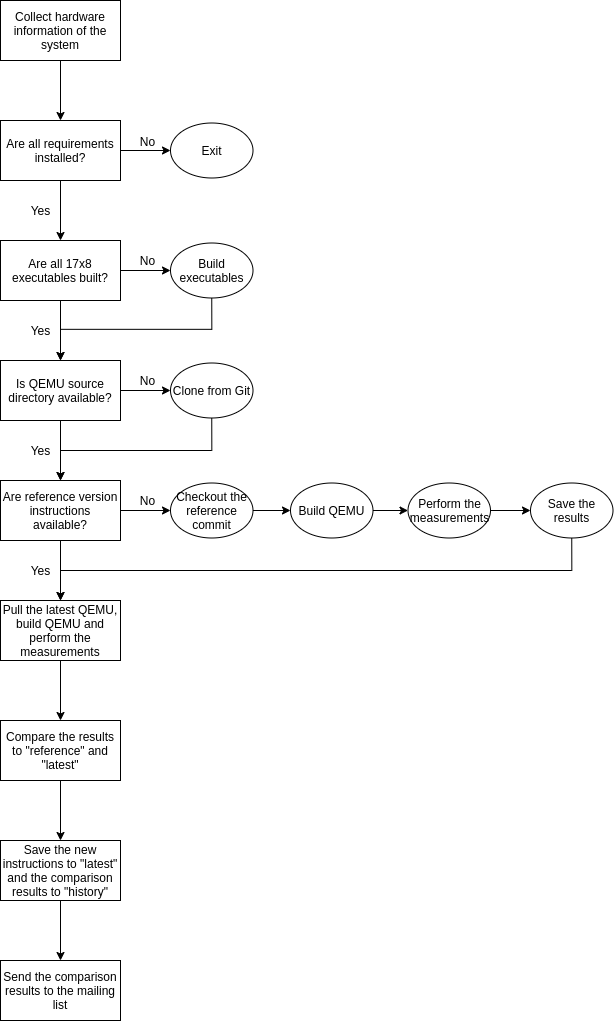 Collect hardware
information of the
system
Are all requirements
installed?
No
Exit
Yes
Are all 17x8
executables built?
No
Build
executables
Yes
Is QEMU source
directory available?
No
Clone from Git
Yes
Are reference version
instructions
available?
No
Checkout the
reference
commit
Build QEMU
Perform the
measurements
Save the
results
Yes
Pull the latest QEMU,
build QEMU and
perform the
measurements
Compare the results
to "reference" and
"latest"
Save the new
instructions to "latest"
and the comparison
results to "history"
Send the comparison
results to the mailing
list